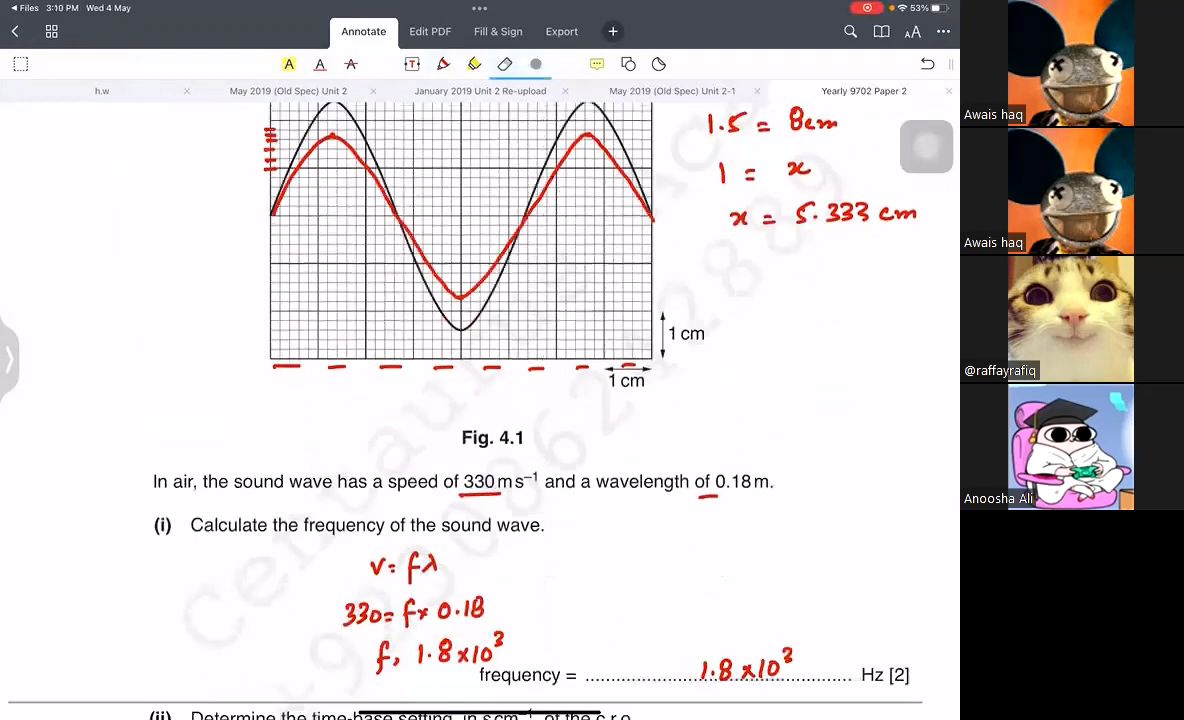 Files 3:10 PM Wed 4 May
53%
Annotate Edit PDF Fill & Sign Export
AA
A A A T
h.w May 2019 (Old Spec) Unit 2 January 2019 Unit 2 Re-upload May 2019 (Old Spec) Unit 2-1 Yearly 9702 Paper 2
1.5 = 8cm
1 = x
x = 5.333 cm
1 cm
1 cm
Fig. 4.1
In air, the sound wave has a speed of 330 m s⁻¹ and a wavelength of 0.18 m.
(i) Calculate the frequency of the sound wave.
v = fλ
330 = f × 0.18
f, 1.8 × 10³
frequency = 1.8 × 10³ Hz [2]
(ii) Determine the time-base setting, in s cm⁻¹, of the c.r.o.
Awais haq
Awais haq
@raffayrafiq
Anoosha Ali